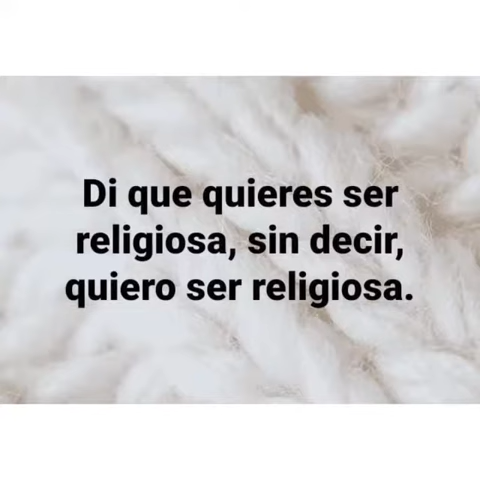 Di que quieres ser
religiosa, sin decir,
quiero ser religiosa.